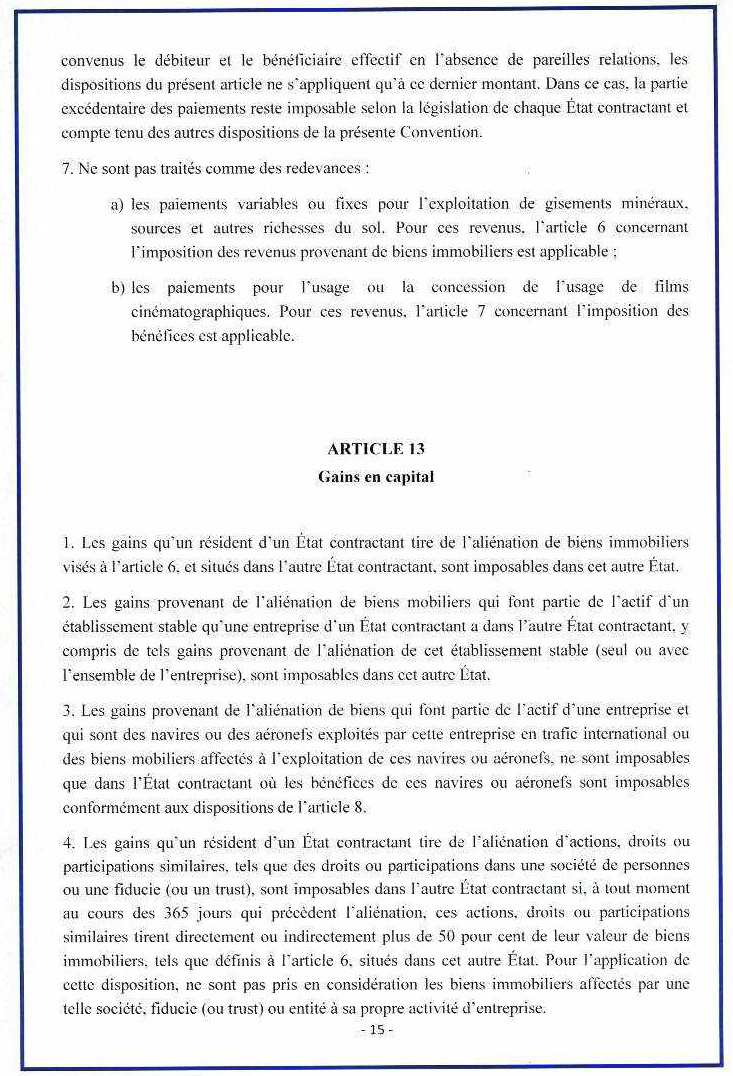 convenus le débiteur et le bénéficiaire effectif en l'absence de pareilles relations, les
dispositions du présent article ne s'appliquent qu'à ce dernier montant. Dans ce cas, la partie
excédentaire des paiements reste imposable selon la législation de chaque État contractant et
compte tenu des autres dispositions de la présente Convention.
7. Ne sont pas traités comme des redevances :
a) les paiements variables ou fixes pour l'exploitation de gisements minéraux,
sources et autres richesses du sol. Pour ces revenus, l'article 6 concernant
l'imposition des revenus provenant de biens immobiliers est applicable ;
b) les paiements pour l'usage ou la concession de l'usage de films
cinématographiques. Pour ces revenus, l'article 7 concernant l'imposition des
bénéfices est applicable.
ARTICLE 13
Gains en capital
1. Les gains qu'un résident d'un État contractant tire de l'aliénation de biens immobiliers
visés à l'article 6, et situés dans l'autre État contractant, sont imposables dans cet autre État.
2. Les gains provenant de l'aliénation de biens mobiliers qui font partie de l'actif d'un
établissement stable qu'une entreprise d'un État contractant a dans l'autre État contractant, y
compris de tels gains provenant de l'aliénation de cet établissement stable (seul ou avec
l'ensemble de l'entreprise), sont imposables dans cet autre État.
3. Les gains provenant de l'aliénation de biens qui font partie de l'actif d'une entreprise et
qui sont des navires ou des aéronefs exploités par cette entreprise en trafic international ou
des biens mobiliers affectés à l'exploitation de ces navires ou aéronefs, ne sont imposables
que dans l'État contractant où les bénéfices de ces navires ou aéronefs sont imposables
conformément aux dispositions de l'article 8.
4. Les gains qu'un résident d'un État contractant tire de l'aliénation d'actions, droits ou
participations similaires, tels que des droits ou participations dans une société de personnes
ou une fiducie (ou un trust), sont imposables dans l'autre État contractant si, à tout moment
au cours des 365 jours qui précèdent l'aliénation, ces actions, droits ou participations
similaires tirent directement ou indirectement plus de 50 pour cent de leur valeur de biens
immobiliers, tels que définis à l'article 6, situés dans cet autre État. Pour l'application de
cette disposition, ne sont pas pris en considération les biens immobiliers affectés par une
telle société, fiducie (ou trust) ou entité à sa propre activité d'entreprise.
- 15 -